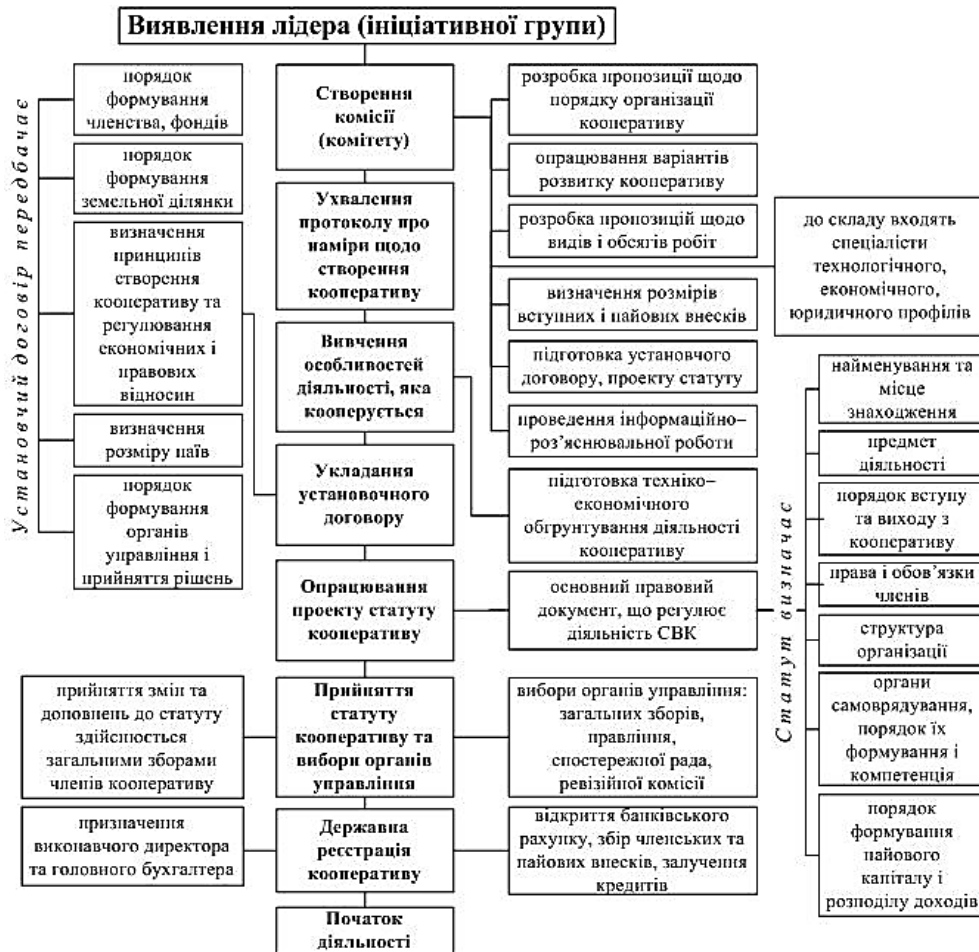 Виявлення лідера (ініціативної групи)
Установчий договір передбачає
порядок
формування
членства, фондів
порядок
формування
земельної ділянки
визначення
принципів
створення
кооперативу та
регулювання
економічних і
правових
відносин
визначення
розміру паїв
порядок
формування
органів
управління і
прийняття рішень
Створення
комісії
(комітету)
Ухвалення
протоколу про
наміри щодо
створення
кооперативу
Вивчення
особливостей
діяльності, яка
кооперується
Укладання
установочного
договору
Опрацювання
проекту статуту
кооперативу
розробка пропозиції щодо
порядку організації
кооперативу
опрацювання варіантів
розвитку кооперативу
розробка пропозицій щодо
видів і обсягів робіт
визначення розмірів
вступних і пайових внесків
підготовка установчого
договору, проекту статуту
проведення інформаційно–
роз’яснювальної роботи
підготовка техніко–
економічного
обгрунтування діяльності
кооперативу
основний правовий
документ, що регулює
діяльність СВК
до складу входять
спеціалісти
технологічного,
економічного,
юридичного профілів
Статут визначає
найменування та
місце
знаходження
предмет
діяльності
порядок вступу
та виходу з
кооперативу
права і обов’язки
членів
структура
організації
органи
самоврядування,
порядок їх
формування і
компетенція
порядок
формування
пайового
капіталу і
розподілу доходів
прийняття змін та
доповнень до статуту
здійснюється
загальними зборами
членів кооперативу
Прийняття
статуту
кооперативу та
вибори органів
управління
вибори органів управління:
загальних зборів,
правління,
спостережної рада,
ревізійної комісії
призначення
виконавчого директора
та головного бухгалтера
Державна
реєстрація
кооперативу
відкриття банківського
рахунку, збір членських та
пайових внесків, залучення
кредитів
Початок
діяльності